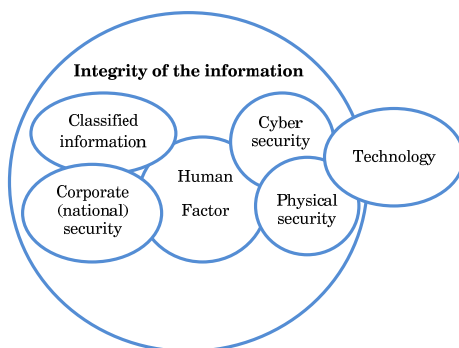 Integrity of the information
Classified
information
Cyber
security
Technology
Human
Factor
Corporate
(national)
security
Physical
security